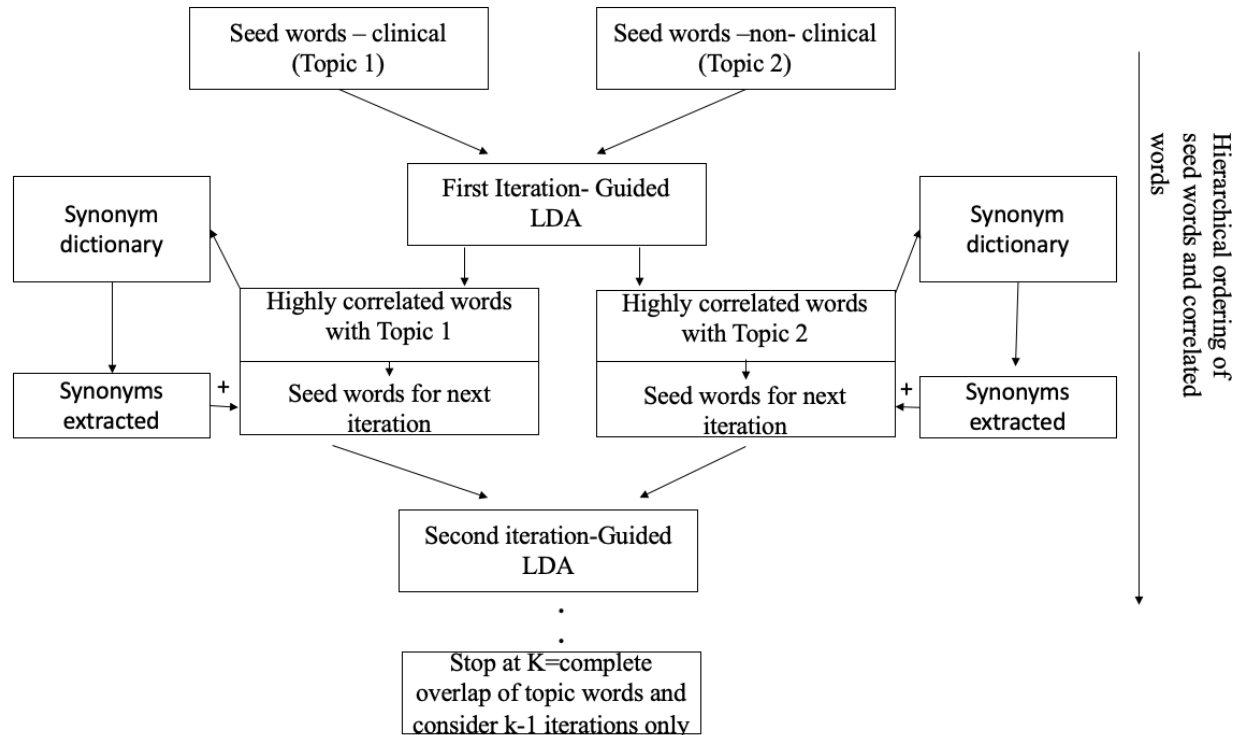 Seed words – clinical
(Topic 1)
Seed words –non- clinical
(Topic 2)
First Iteration- Guided
LDA
Synonym
dictionary
Synonym
dictionary
Highly correlated words
with Topic 1
Highly correlated words
with Topic 2
Synonyms
extracted
+
Seed words for next
iteration
Seed words for next
iteration
+
Synonyms
extracted
Second iteration-Guided
LDA
.
.
Stop at K=complete
overlap of topic words and
consider k-1 iterations only
Hierarchical ordering of
seed words and correlated
words